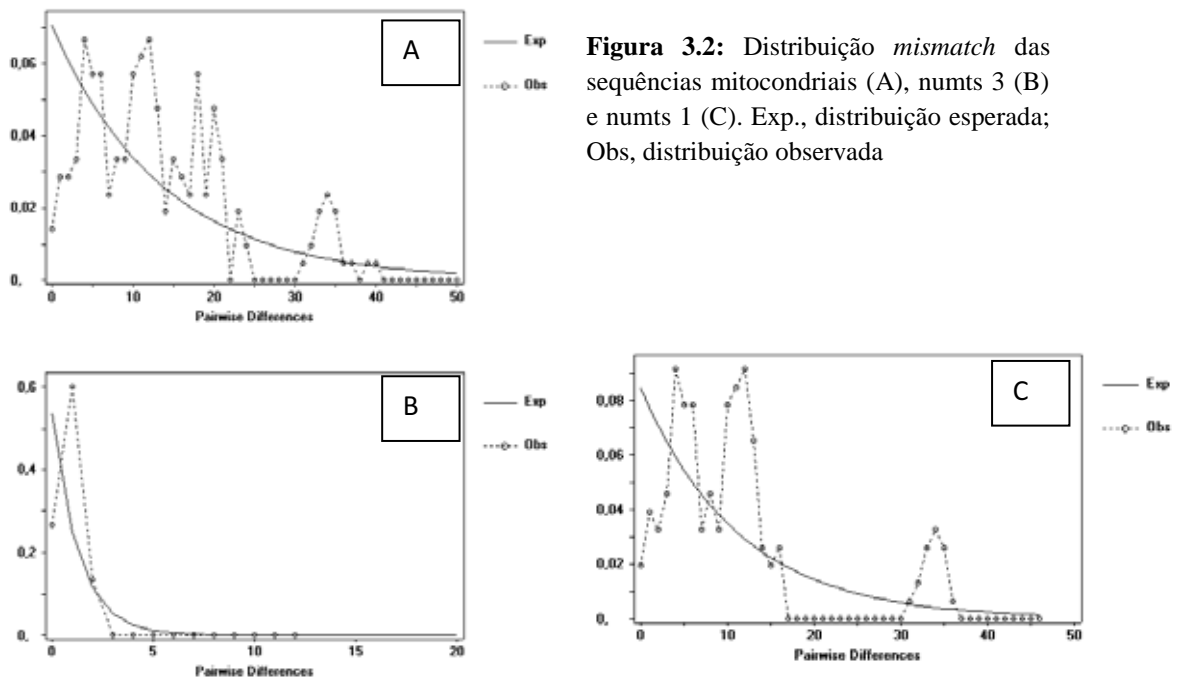 A
Exp
Obs
0,06
0,04
0,02
0.
0
10
20
30
40
50
Pairwise Differences
Figura 3.2: Distribuição mismatch das
sequências mitocondriais (A), numts 3 (B)
e numts 1 (C). Exp., distribuição esperada;
Obs, distribuição observada
B
Exp
Obs
0,6
0,4
0,2
0.
0
5
10
15
20
Pairwise Differences
C
Exp
Obs
0,08
0,06
0,04
0,02
0.
0
10
20
30
40
50
Pairwise Differences